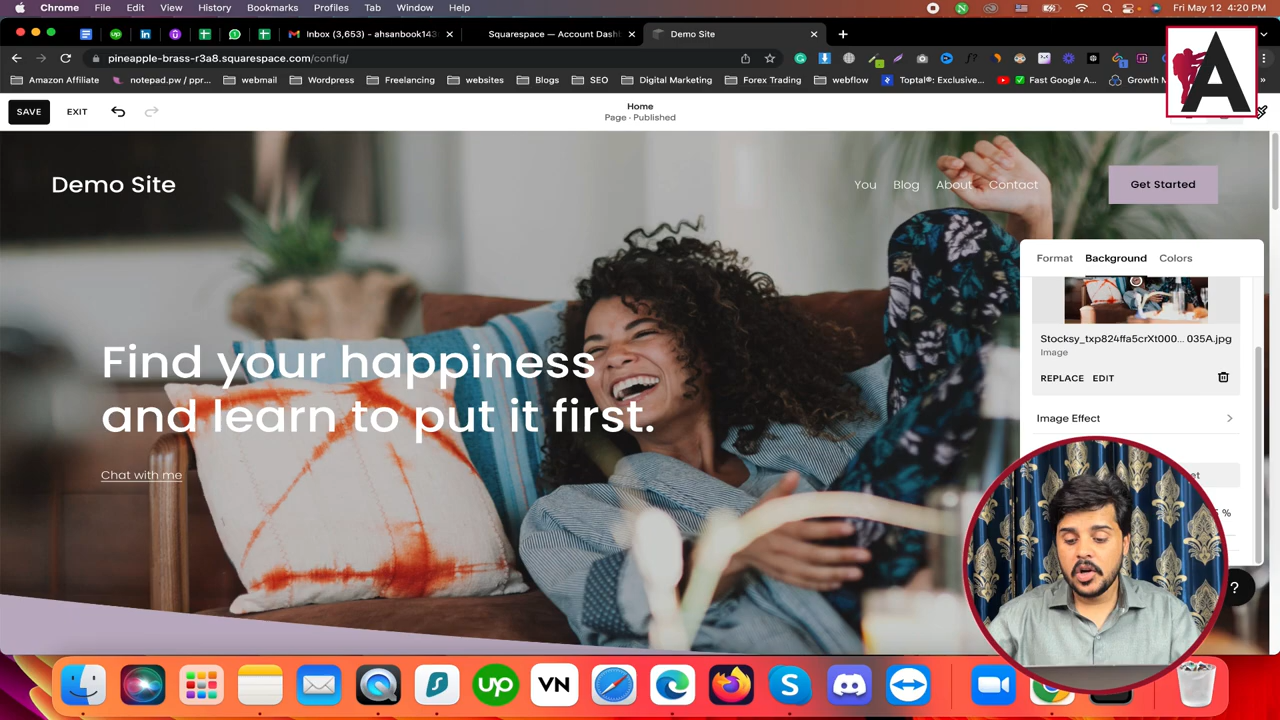 Chrome File Edit View History Bookmarks Profiles Tab Window Help Fri May 12 4:20 PM
Inbox (3,653) – ahsanbook143 Squarespace — Account Dash Demo Site
pineapple-brass-r3a8.squarespace.com/config/
Amazon Affiliate notepad.pw / ppr... webmail Wordpress Freelancing websites Blogs SEO Digital Marketing Forex Trading webflow Toptal®: Exclusive... Fast Google A... Growth
A
SAVE EXIT
Home
Page · Published
Demo Site
You Blog About Contact
Get Started
Format Background Colors
Stocksy_txp824ffa5crXt000... 035A.jpg
Image
REPLACE EDIT
Image Effect
%
Find your happiness
and learn to put it first.
Chat with me
?
up VN